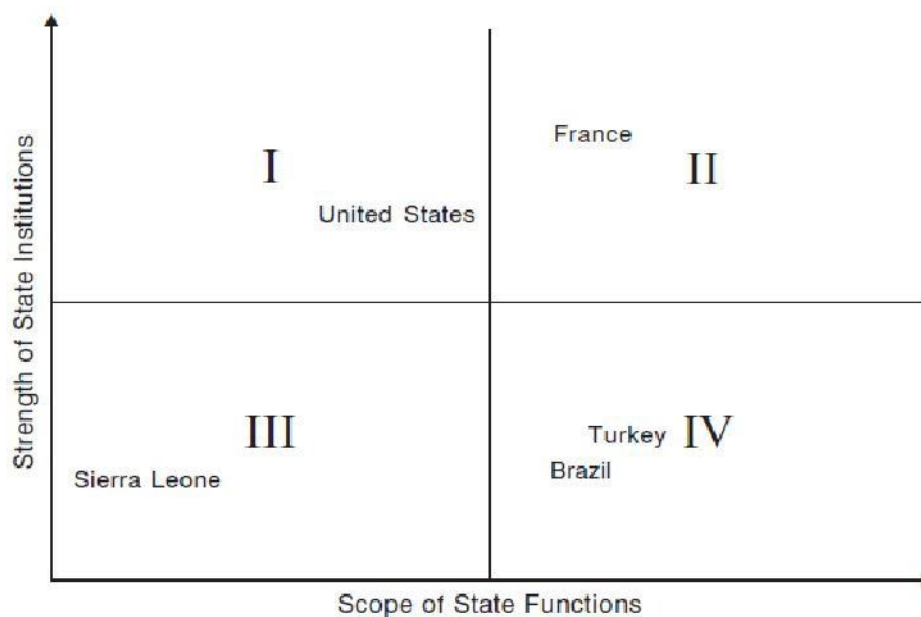 Strength of State Institutions
France
I
II
United States
III
Turkey
IV
Brazil
Sierra Leone
Scope of State Functions